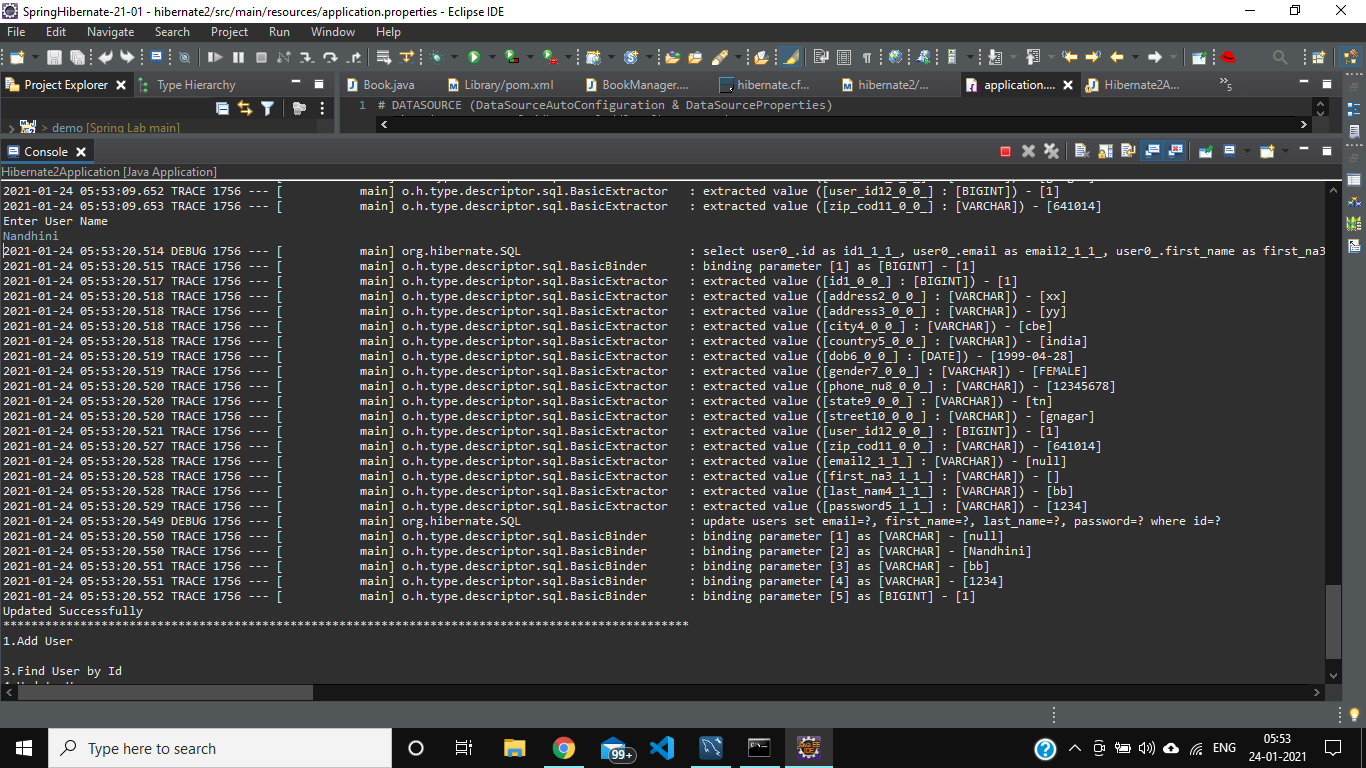 SpringHibernate-21-01 - hibernate2/src/main/resources/application.properties - Eclipse IDE
File Edit Navigate Search Project Run Window Help
Project Explorer Type Hierarchy Book.java Library/pom.xml BookManager.... hibernate.cf... hibernate2/... application.... Hibernate2A... »5
1 # DATASOURCE (DataSourceAutoConfiguration & DataSourceProperties)
> demo [Spring Lab main]
Console
Hibernate2Application [Java Application]
2021-01-24 05:53:09.652 TRACE 1756 --- [ main] o.h.type.descriptor.sql.BasicExtractor : extracted value ([user_id12_0_0_] : [BIGINT]) - [1]
2021-01-24 05:53:09.653 TRACE 1756 --- [ main] o.h.type.descriptor.sql.BasicExtractor : extracted value ([zip_cod11_0_0_] : [VARCHAR]) - [641014]
Enter User Name
Nandhini
2021-01-24 05:53:20.514 DEBUG 1756 --- [ main] org.hibernate.SQL : select user0_.id as id1_1_1_, user0_.email as email2_1_1_, user0_.first_name as first_na3
2021-01-24 05:53:20.515 TRACE 1756 --- [ main] o.h.type.descriptor.sql.BasicBinder : binding parameter [1] as [BIGINT] - [1]
2021-01-24 05:53:20.517 TRACE 1756 --- [ main] o.h.type.descriptor.sql.BasicExtractor : extracted value ([id1_0_0_] : [BIGINT]) - [1]
2021-01-24 05:53:20.518 TRACE 1756 --- [ main] o.h.type.descriptor.sql.BasicExtractor : extracted value ([address2_0_0_] : [VARCHAR]) - [xx]
2021-01-24 05:53:20.518 TRACE 1756 --- [ main] o.h.type.descriptor.sql.BasicExtractor : extracted value ([address3_0_0_] : [VARCHAR]) - [yy]
2021-01-24 05:53:20.518 TRACE 1756 --- [ main] o.h.type.descriptor.sql.BasicExtractor : extracted value ([city4_0_0_] : [VARCHAR]) - [cbe]
2021-01-24 05:53:20.518 TRACE 1756 --- [ main] o.h.type.descriptor.sql.BasicExtractor : extracted value ([country5_0_0_] : [VARCHAR]) - [india]
2021-01-24 05:53:20.519 TRACE 1756 --- [ main] o.h.type.descriptor.sql.BasicExtractor : extracted value ([dob6_0_0_] : [DATE]) - [1999-04-28]
2021-01-24 05:53:20.519 TRACE 1756 --- [ main] o.h.type.descriptor.sql.BasicExtractor : extracted value ([gender7_0_0_] : [VARCHAR]) - [FEMALE]
2021-01-24 05:53:20.520 TRACE 1756 --- [ main] o.h.type.descriptor.sql.BasicExtractor : extracted value ([phone_nu8_0_0_] : [VARCHAR]) - [12345678]
2021-01-24 05:53:20.520 TRACE 1756 --- [ main] o.h.type.descriptor.sql.BasicExtractor : extracted value ([state9_0_0_] : [VARCHAR]) - [tn]
2021-01-24 05:53:20.520 TRACE 1756 --- [ main] o.h.type.descriptor.sql.BasicExtractor : extracted value ([street10_0_0_] : [VARCHAR]) - [gnagar]
2021-01-24 05:53:20.521 TRACE 1756 --- [ main] o.h.type.descriptor.sql.BasicExtractor : extracted value ([user_id12_0_0_] : [BIGINT]) - [1]
2021-01-24 05:53:20.527 TRACE 1756 --- [ main] o.h.type.descriptor.sql.BasicExtractor : extracted value ([zip_cod11_0_0_] : [VARCHAR]) - [641014]
2021-01-24 05:53:20.528 TRACE 1756 --- [ main] o.h.type.descriptor.sql.BasicExtractor : extracted value ([email2_1_1_] : [VARCHAR]) - [null]
2021-01-24 05:53:20.528 TRACE 1756 --- [ main] o.h.type.descriptor.sql.BasicExtractor : extracted value ([first_na3_1_1_] : [VARCHAR]) - []
2021-01-24 05:53:20.528 TRACE 1756 --- [ main] o.h.type.descriptor.sql.BasicExtractor : extracted value ([last_nam4_1_1_] : [VARCHAR]) - [bb]
2021-01-24 05:53:20.529 TRACE 1756 --- [ main] o.h.type.descriptor.sql.BasicExtractor : extracted value ([password5_1_1_] : [VARCHAR]) - [1234]
2021-01-24 05:53:20.549 DEBUG 1756 --- [ main] org.hibernate.SQL : update users set email=?, first_name=?, last_name=?, password=? where id=?
2021-01-24 05:53:20.550 TRACE 1756 --- [ main] o.h.type.descriptor.sql.BasicBinder : binding parameter [1] as [VARCHAR] - [null]
2021-01-24 05:53:20.550 TRACE 1756 --- [ main] o.h.type.descriptor.sql.BasicBinder : binding parameter [2] as [VARCHAR] - [Nandhini]
2021-01-24 05:53:20.551 TRACE 1756 --- [ main] o.h.type.descriptor.sql.BasicBinder : binding parameter [3] as [VARCHAR] - [bb]
2021-01-24 05:53:20.551 TRACE 1756 --- [ main] o.h.type.descriptor.sql.BasicBinder : binding parameter [4] as [VARCHAR] - [1234]
2021-01-24 05:53:20.552 TRACE 1756 --- [ main] o.h.type.descriptor.sql.BasicBinder : binding parameter [5] as [BIGINT] - [1]
Updated Successfully
**************************************************************************************************
1.Add User
3.Find User by Id
Type here to search
99+
ENG
05:53
24-01-2021